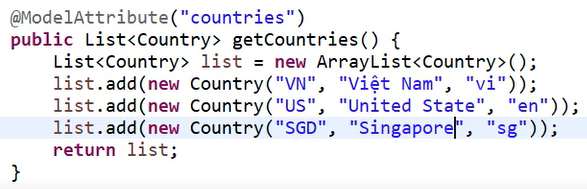 @ModelAttribute("countries")
public List<Country> getCountries() {
    List<Country> list = new ArrayList<Country>();
    list.add(new Country("VN", "Việt Nam", "vi"));
    list.add(new Country("US", "United State", "en"));
    list.add(new Country("SGD", "Singapore", "sg"));
    return list;
}